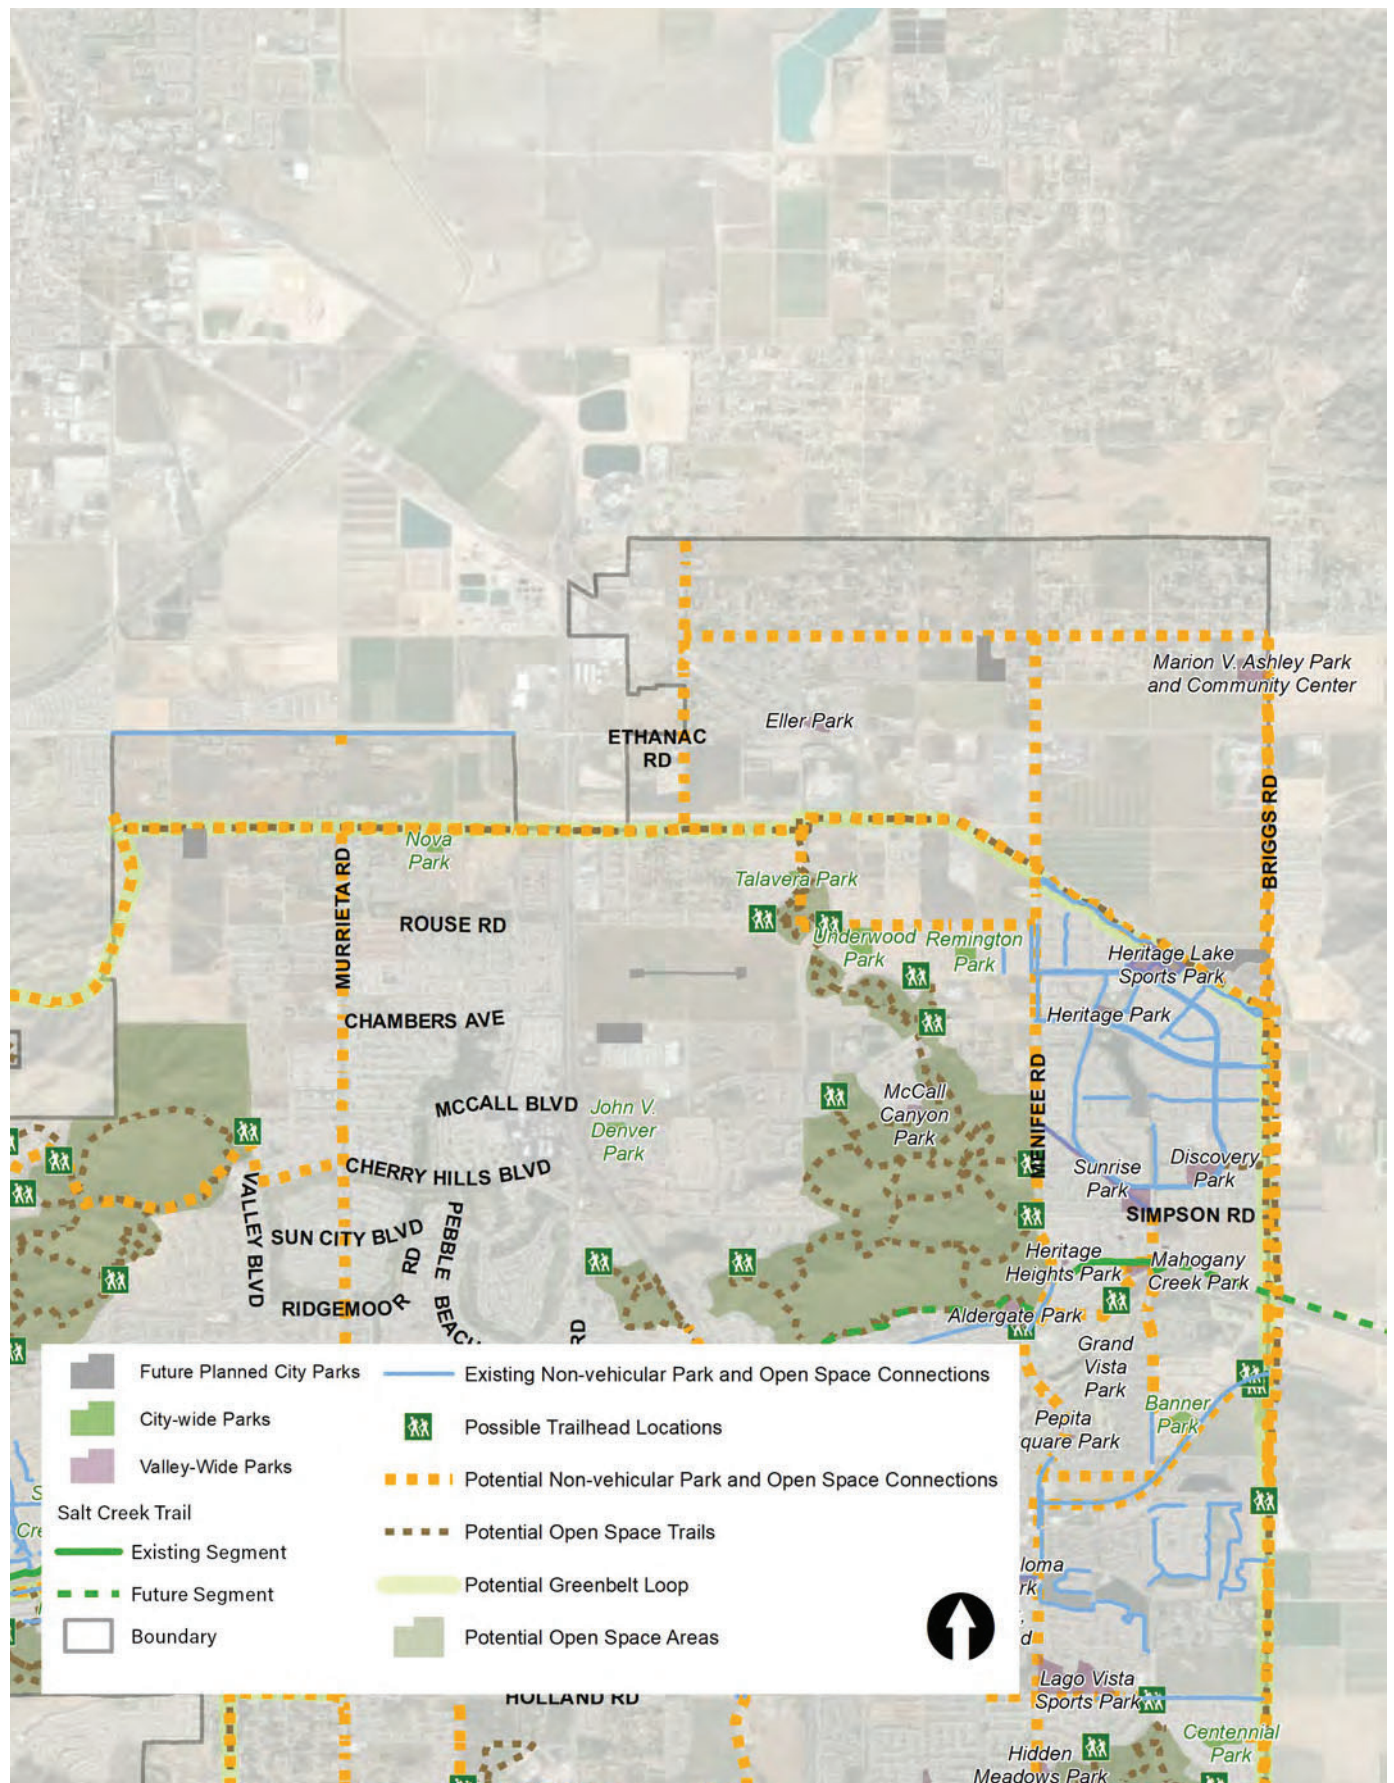 Marion V. Ashley Park
and Community Center
Eller Park
ETHANAC
RD
BRIGGS RD
Nova
Park
MURRIETA RD
Talavera Park
ROUSE RD
Underwood
Park
Remington
Park
Heritage Lake
Sports Park
Heritage Park
CHAMBERS AVE
MENIFEE RD
McCall
Canyon
Park
MCCALL BLVD
John V.
Denver
Park
CHERRY HILLS BLVD
Sunrise
Park
Discovery
Park
VALLEY BLVD
SUN CITY BLVD
PEBBLE BEACH
RD
SIMPSON RD
Heritage
Heights Park
Mahogany
Creek Park
RIDGEMOOR
Aldergate Park
RD
Grand
Vista
Park
Banner
Park
Pepita
quare Park
Future Planned City Parks
City-wide Parks
Valley-Wide Parks
Salt Creek Trail
Existing Segment
Future Segment
Boundary
Existing Non-vehicular Park and Open Space Connections
Possible Trailhead Locations
Potential Non-vehicular Park and Open Space Connections
Potential Open Space Trails
Potential Greenbelt Loop
Potential Open Space Areas
S
Cre
loma
rk
d
Lago Vista
Sports Park
HOLLAND RD
Centennial
Park
Hidden
Meadows Park